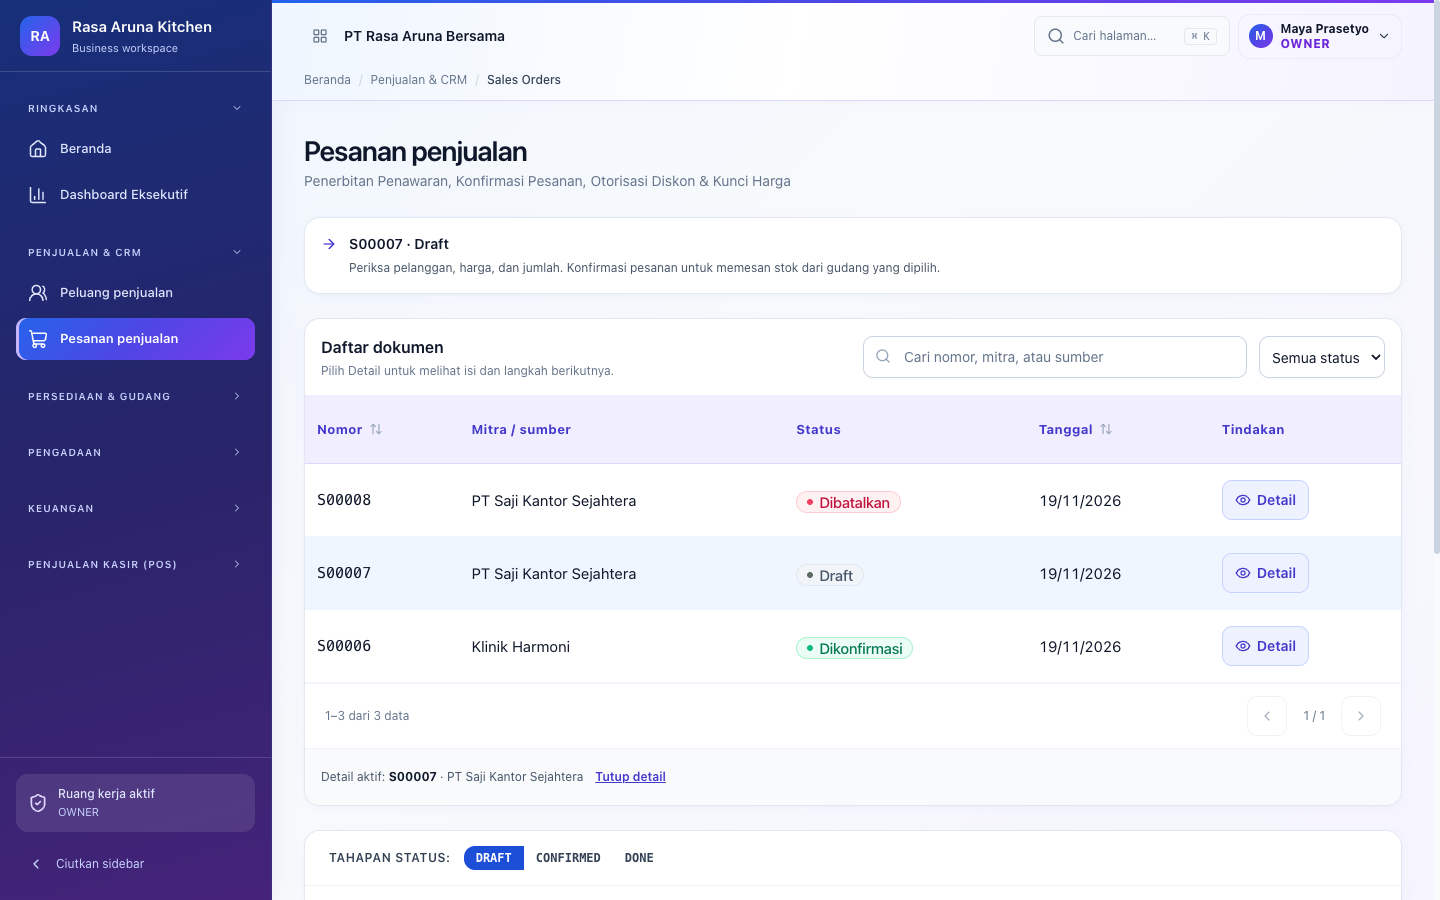 RA
Rasa Aruna Kitchen
Business workspace
RINGKASAN
Beranda
Dashboard Eksekutif
PENJUALAN & CRM
Peluang penjualan
Pesanan penjualan
PERSEDIAAN & GUDANG
PENGADAAN
KEUANGAN
PENJUALAN KASIR (POS)
Ruang kerja aktif
OWNER
Ciutkan sidebar
PT Rasa Aruna Bersama
Cari halaman...
⌘ K
M
Maya Prasetyo
OWNER
Beranda / Penjualan & CRM / Sales Orders
Pesanan penjualan
Penerbitan Penawaran, Konfirmasi Pesanan, Otorisasi Diskon & Kunci Harga
S00007 · Draft
Periksa pelanggan, harga, dan jumlah. Konfirmasi pesanan untuk memesan stok dari gudang yang dipilih.
Daftar dokumen
Pilih Detail untuk melihat isi dan langkah berikutnya.
Cari nomor, mitra, atau sumber
Semua status
Nomor Mitra / sumber Status Tanggal Tindakan
S00008 PT Saji Kantor Sejahtera Dibatalkan 19/11/2026 Detail
S00007 PT Saji Kantor Sejahtera Draft 19/11/2026 Detail
S00006 Klinik Harmoni Dikonfirmasi 19/11/2026 Detail
1–3 dari 3 data
1 / 1
Detail aktif: S00007 · PT Saji Kantor Sejahtera Tutup detail
TAHAPAN STATUS: DRAFT CONFIRMED DONE